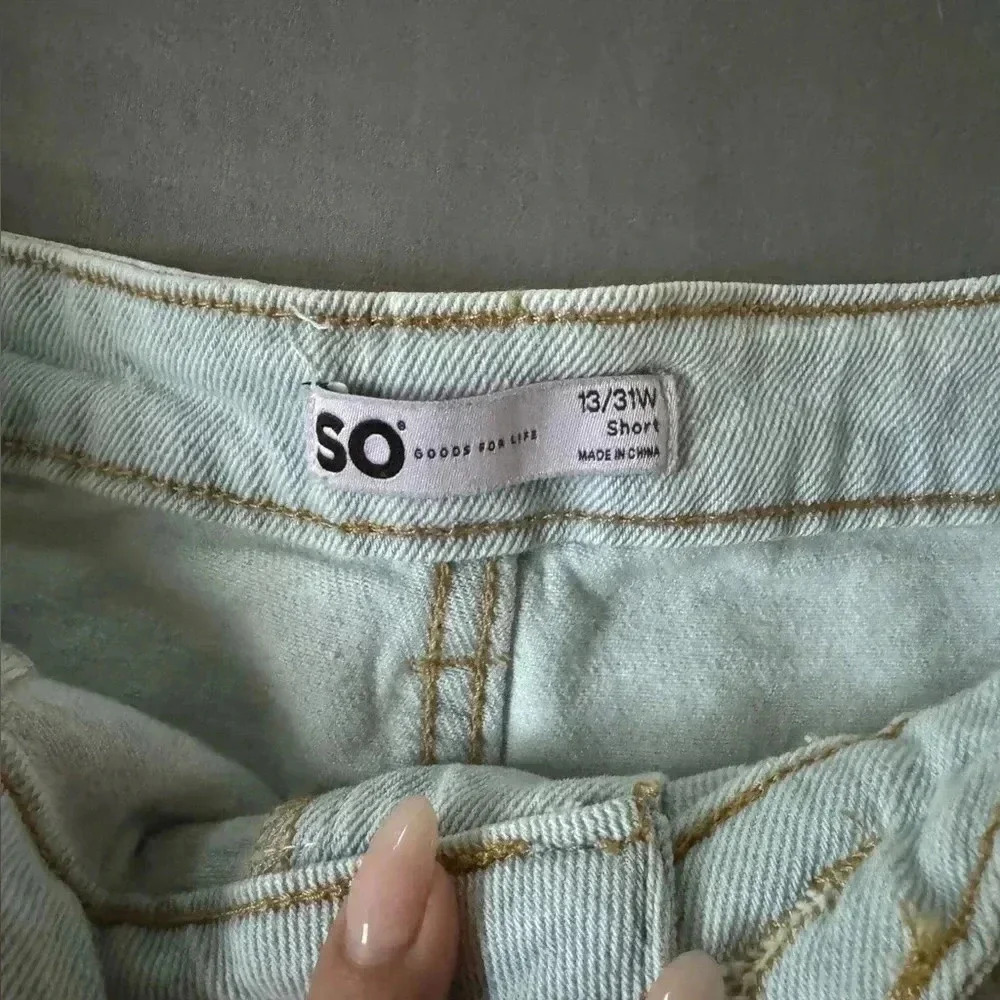 SO®
GOODS FOR LIFE
13/31W
Short
MADE IN CHINA